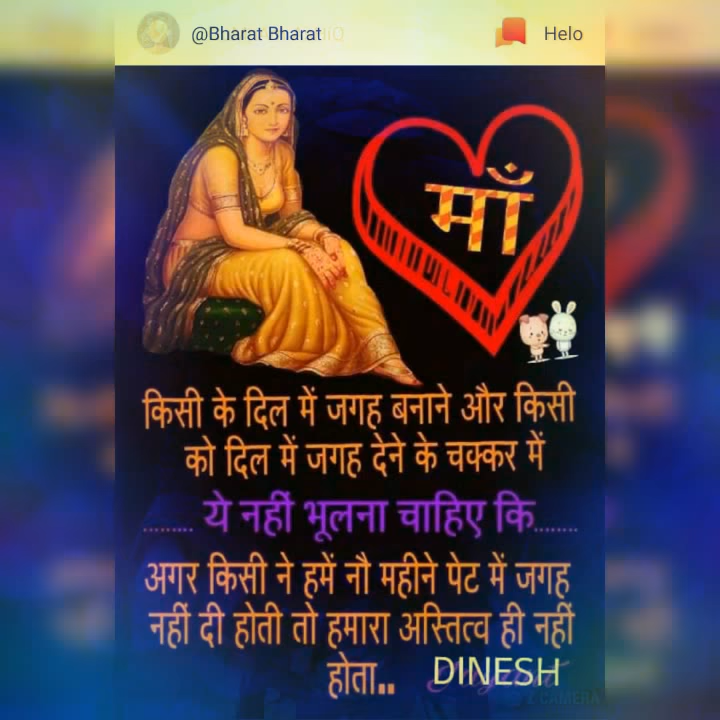 @Bharat Bharat
Helo
माँ
किसी के दिल में जगह बनाने और किसी
को दिल में जगह देने के चक्कर में
........ ये नहीं भूलना चाहिए कि........
अगर किसी ने हमें नौ महीने पेट में जगह
नहीं दी होती तो हमारा अस्तित्व ही नहीं
होता.. DINESH
CAMERA